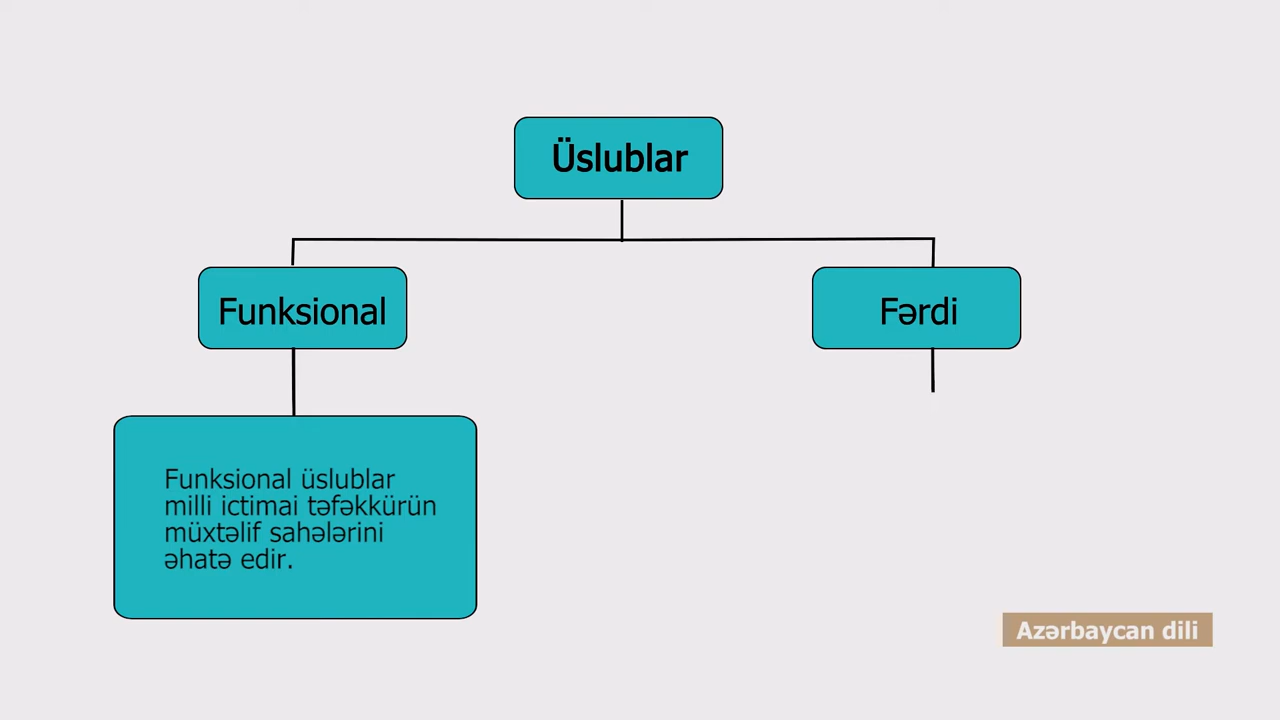 Üslublar
Funksional
Fərdi
Funksional üslublar
milli ictimai təfəkkürün
müxtəlif sahələrini
əhatə edir.
Azərbaycan dili